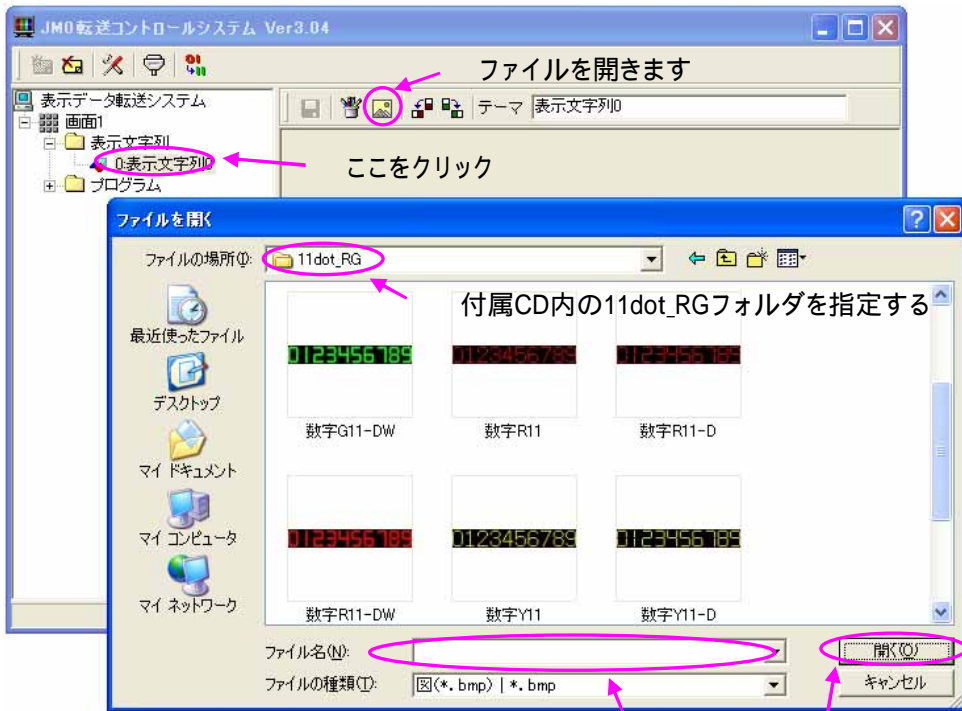 JMO転送コントロールシステム Ver3.04
ファイルを開きます
テーマ 表示文字列0
表示データ転送システム
画面1
表示文字列
0:表示文字列0
プログラム
ここをクリック
ファイルを開く
ファイルの場所(I): 11dot_RG
付属CD内の11dot_RGフォルダを指定する
最近使ったファイル
デスクトップ
マイ ドキュメント
マイ コンピュータ
マイ ネットワーク
0123456789 0123456789 0123456789
数字G11-DW 数字R11 数字R11-D
0123456789 0123456789 0123456789
数字R11-DW 数字Y11 数字Y11-D
ファイル名(N): 開く(O)
ファイルの種類(T): 図(*.bmp) | *.bmp キャンセル